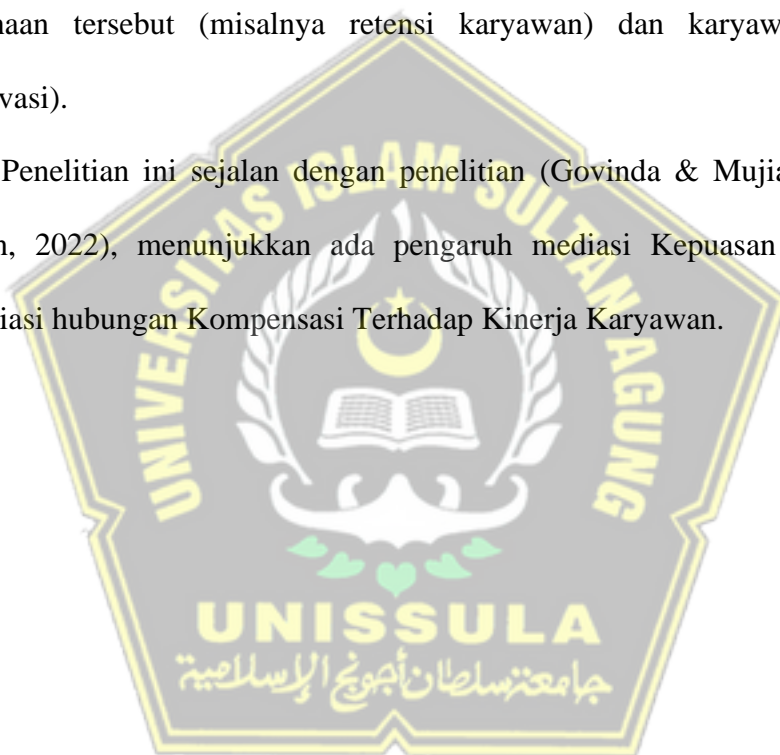 naan tersebut (misalnya retensi karyawan) dan karyaw
vasi).
Penelitian ini sejalan dengan penelitian (Govinda & Mujia
n, 2022), menunjukkan ada pengaruh mediasi Kepuasan
iasi hubungan Kompensasi Terhadap Kinerja Karyawan.
UNIVERSITAS ISLAM SULTAN AGUNG
UNISSULA
جامعة سلطان أجونج الإسلامية